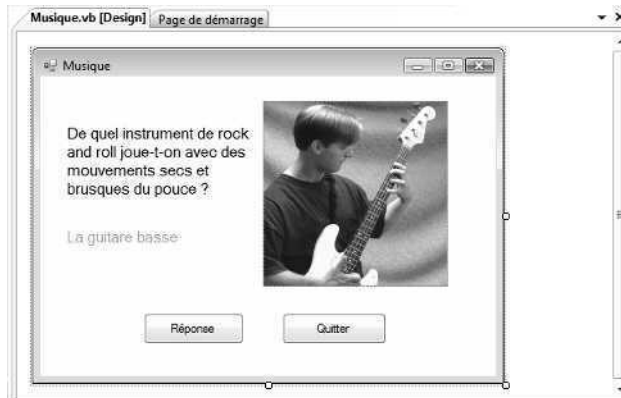 Musique.vb [Design]
Page de démarrage
Musique
De quel instrument de rock
and roll joue-t-on avec des
mouvements secs et
brusques du pouce ?
La guitare basse
Réponse
Quitter